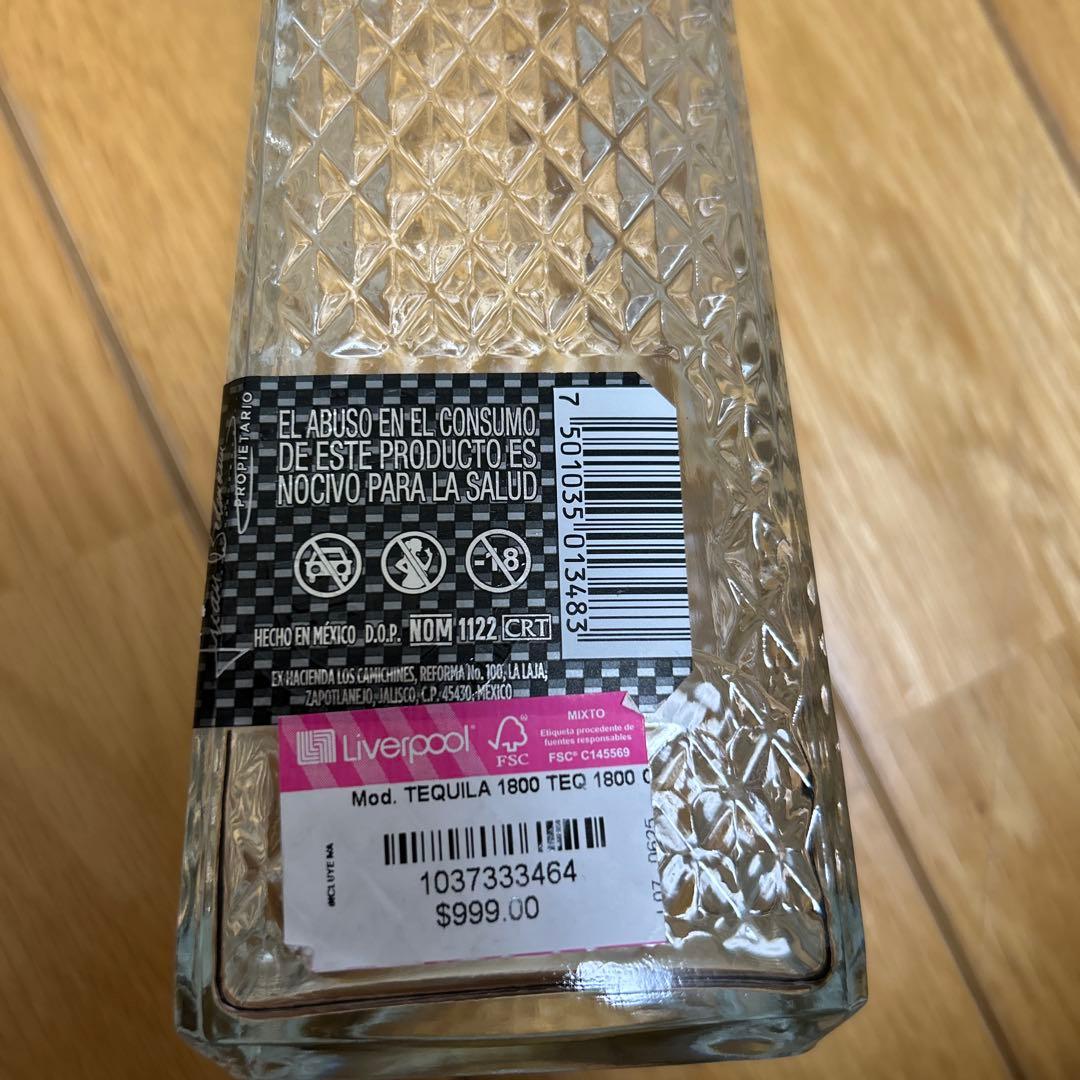 PROPIETARIO
EL ABUSO EN EL CONSUMO
DE ESTE PRODUCTO ES
NOCIVO PARA LA SALUD
-18
7 501035 013483
HECHO EN MÉXICO D.O.P. NOM 1122 CRT
EX-HACIENDA LOS CAMICHINES, REFORMA No. 100, LA LAJA,
ZAPOTLANEJO, JALISCO, C.P. 45430, MÉXICO
Liverpool
FSC
MIXTO
Etiqueta procedente de
fuentes responsables
FSC® C145569
Mod. TEQUILA 1800 TEQ 1800
INCLUYE IVA
1037333464
$999.00